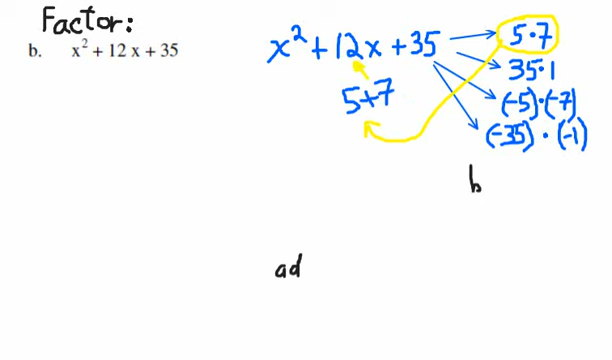 Factor:
b. x² + 12 x + 35
x² + 12x + 35
5·7
35·1
5+7
(-5)·(-7)
(-35) · (-1)
b
ad